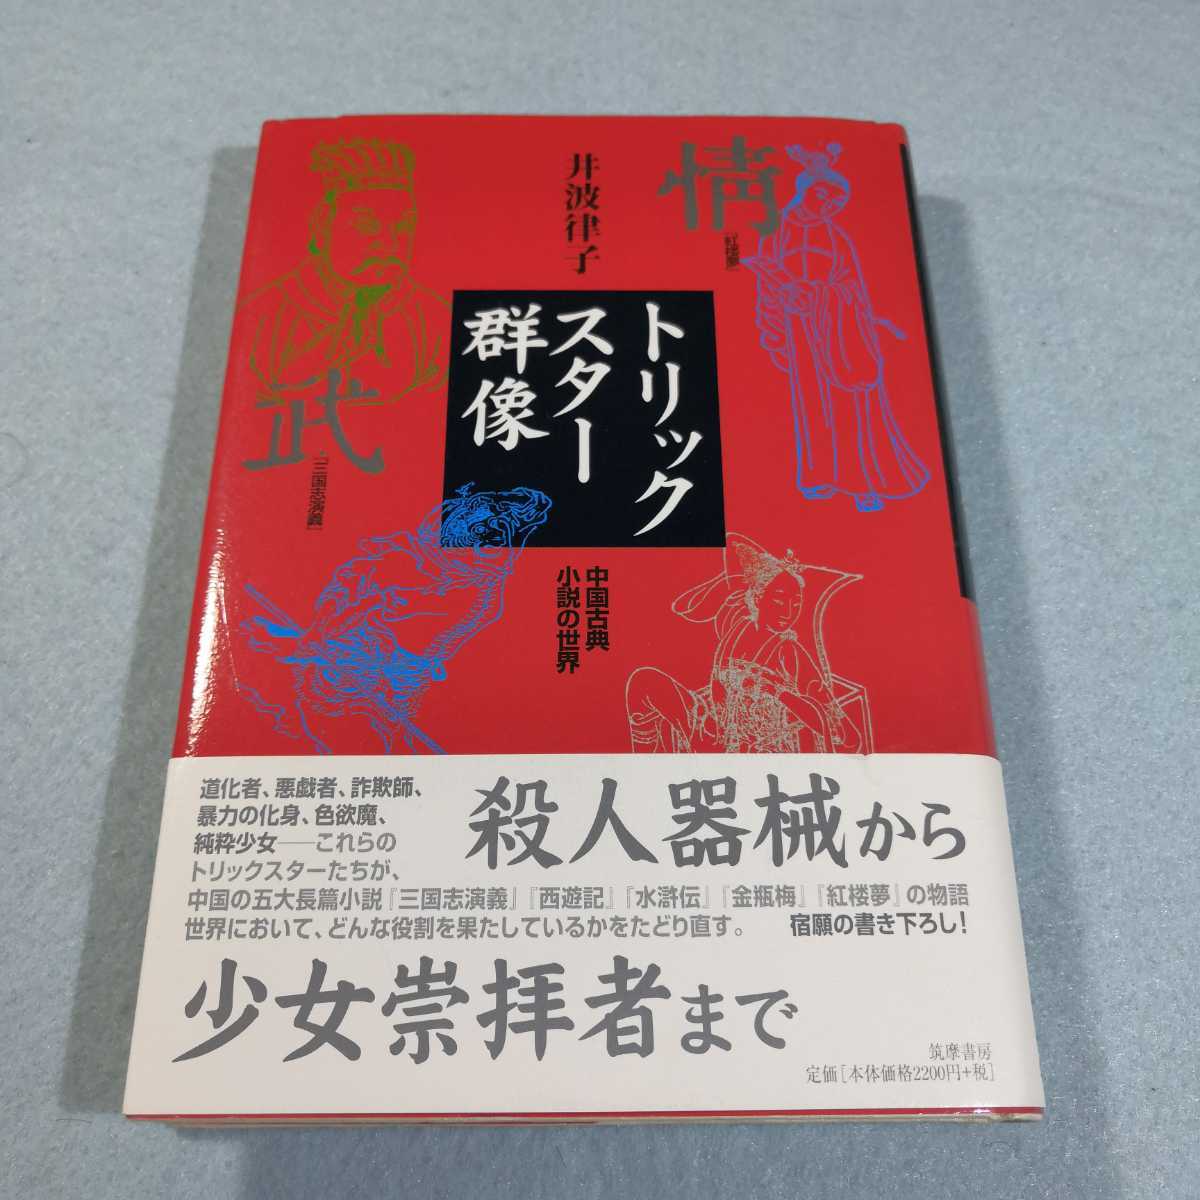 井波律子
情
『紅楼夢』
トリック
スター
群像
武
『三国志演義』
中国古典
小説の世界
道化者、悪戯者、詐欺師、
暴力の化身、色欲魔、
純粋少女──これらの
トリックスターたちが、
中国の五大長篇小説『三国志演義』『西遊記』『水滸伝』『金瓶梅』『紅楼夢』の物語
世界において、どんな役割を果たしているかをたどり直す。
宿願の書き下ろし!
殺人器械から
少女崇拝者まで
筑摩書房
定価[本体価格2200円+税]